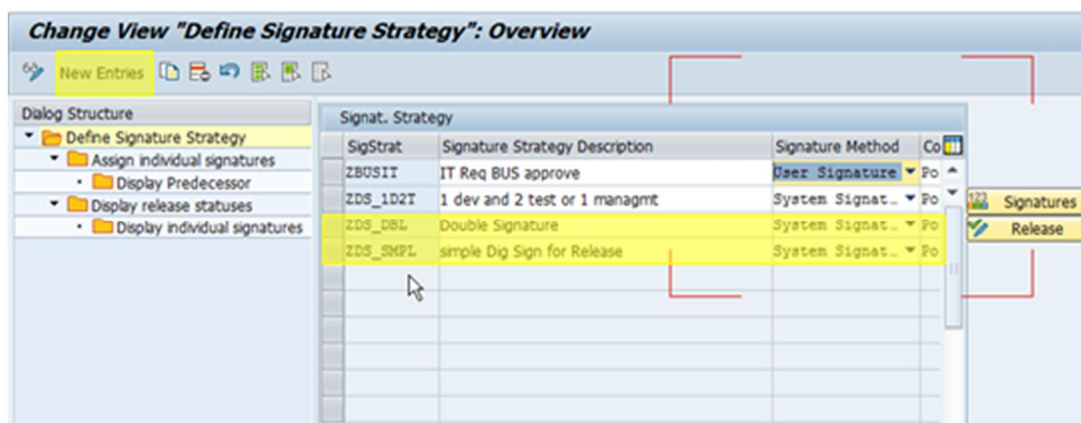 Change View "Define Signature Strategy": Overview
New Entries
Dialog Structure
Define Signature Strategy
Assign individual signatures
Display Predecessor
Display release statuses
Display individual signatures
Signat. Strategy
SigStrat Signature Strategy Description Signature Method Co
ZBUSIT IT Req BUS approve User Signature Po
ZDS_1D2T 1 dev and 2 test or 1 managmt System Signat.. Po
ZDS_DBL Double Signature System Signat.. Po
ZDS_SMPL simple Dig Sign for Release System Signat.. Po
123 Signatures
Release